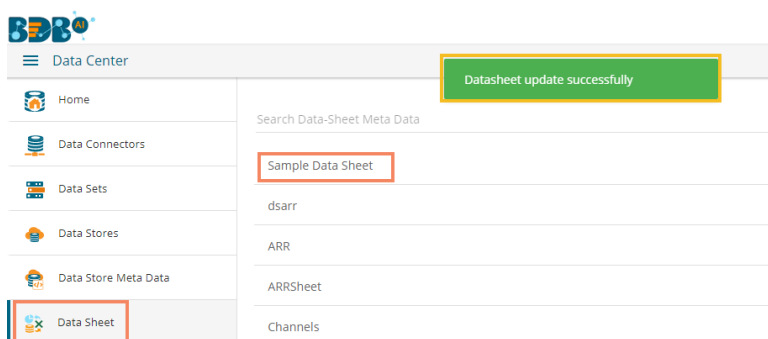 BDB AI
Data Center
Datasheet update successfully
Home
Data Connectors
Data Sets
Data Stores
Data Store Meta Data
Data Sheet
Search Data-Sheet Meta Data
Sample Data Sheet
dsarr
ARR
ARRSheet
Channels